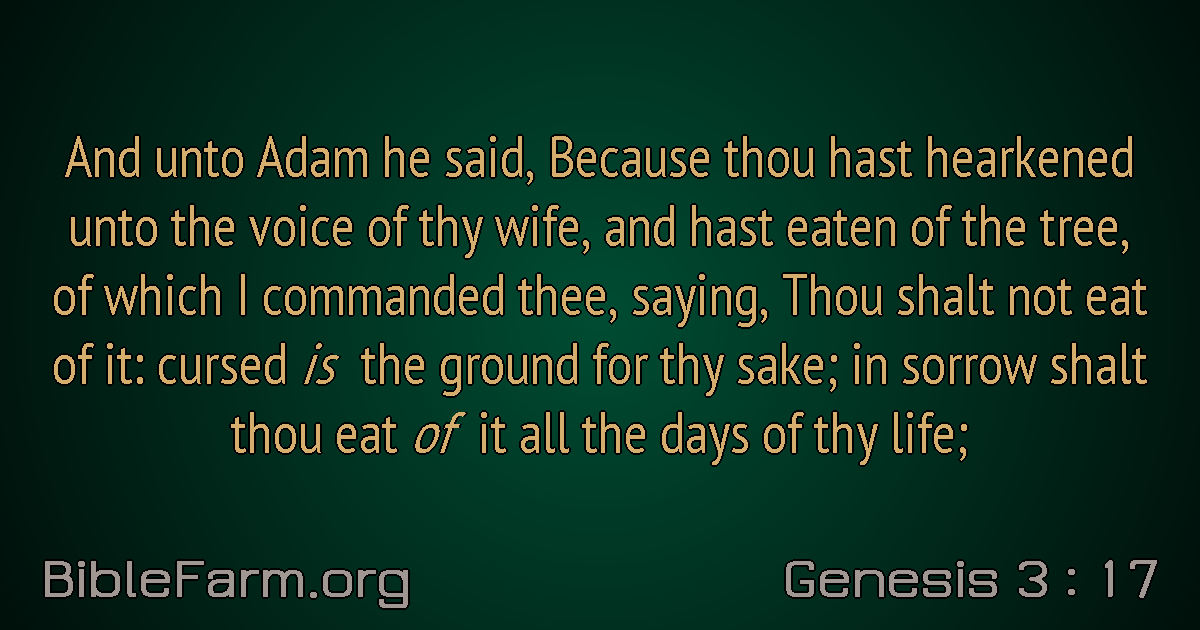 And unto Adam he said, Because thou hast hearkened
unto the voice of thy wife, and hast eaten of the tree,
of which I commanded thee, saying, Thou shalt not eat
of it: cursed is the ground for thy sake; in sorrow shalt
thou eat of it all the days of thy life;
BibleFarm.org
Genesis 3 : 17